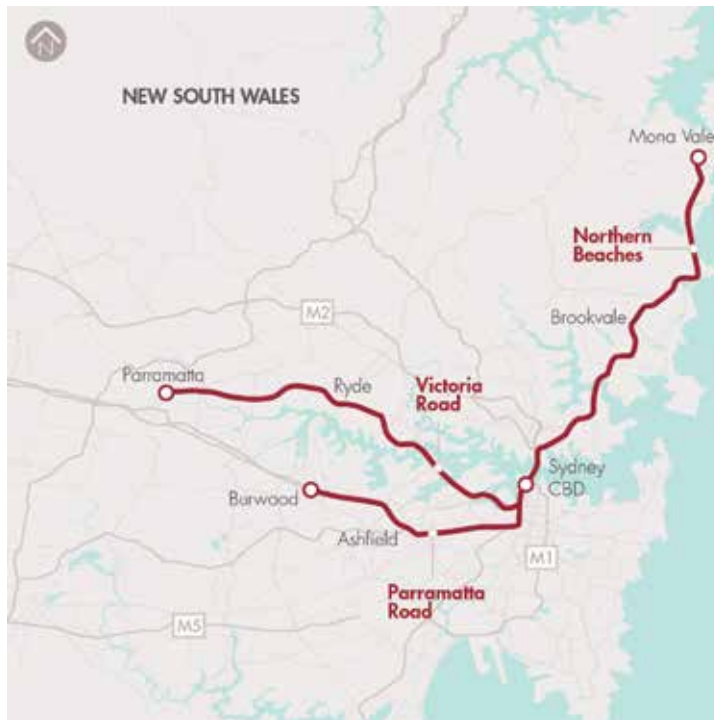 N
NEW SOUTH WALES
Mona Vale
Northern
Beaches
Brookvale
M2
Parramatta
Ryde
Victoria
Road
Sydney
CBD
Burwood
Ashfield
M1
Parramatta
Road
M5